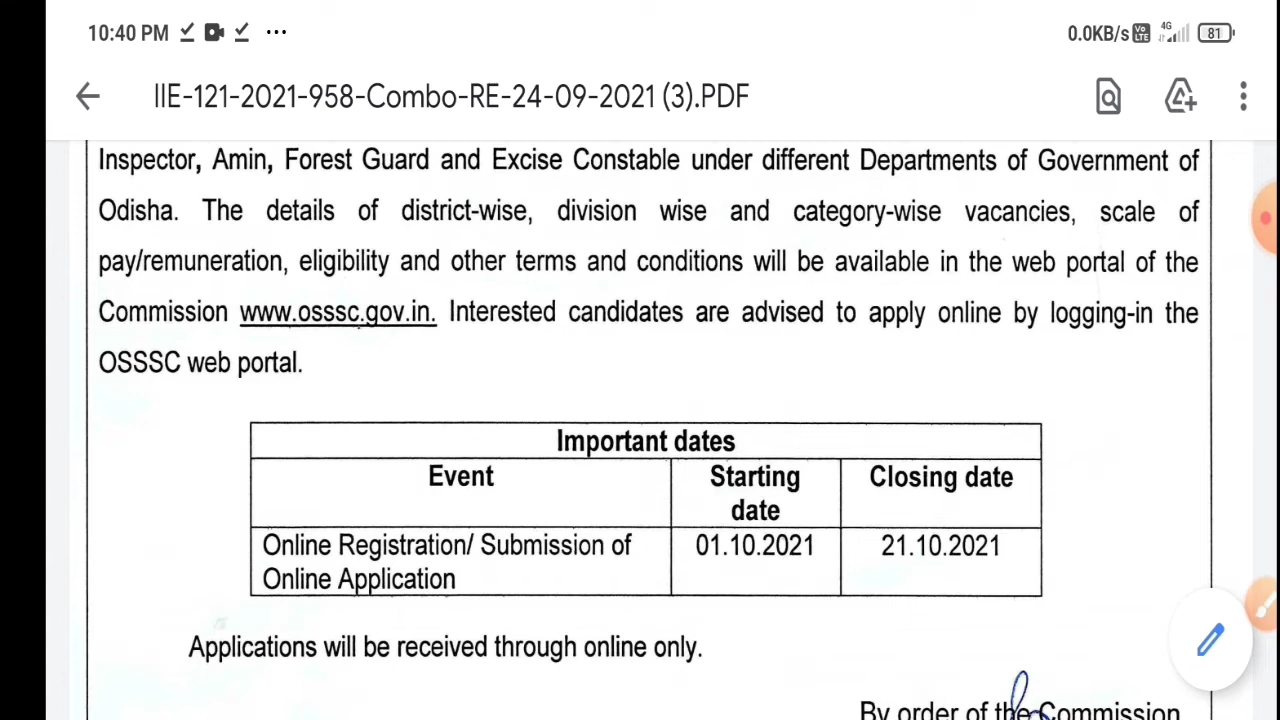 10:40 PM ... 0.0KB/s Vo LTE 4G 81
IIE-121-2021-958-Combo-RE-24-09-2021 (3).PDF
Inspector, Amin, Forest Guard and Excise Constable under different Departments of Government of
Odisha. The details of district-wise, division wise and category-wise vacancies, scale of
pay/remuneration, eligibility and other terms and conditions will be available in the web portal of the
Commission www.osssc.gov.in. Interested candidates are advised to apply online by logging-in the
OSSSC web portal.
Important dates
Event Starting date Closing date
Online Registration/ Submission of Online Application 01.10.2021 21.10.2021
Applications will be received through online only.
By order of the Commission